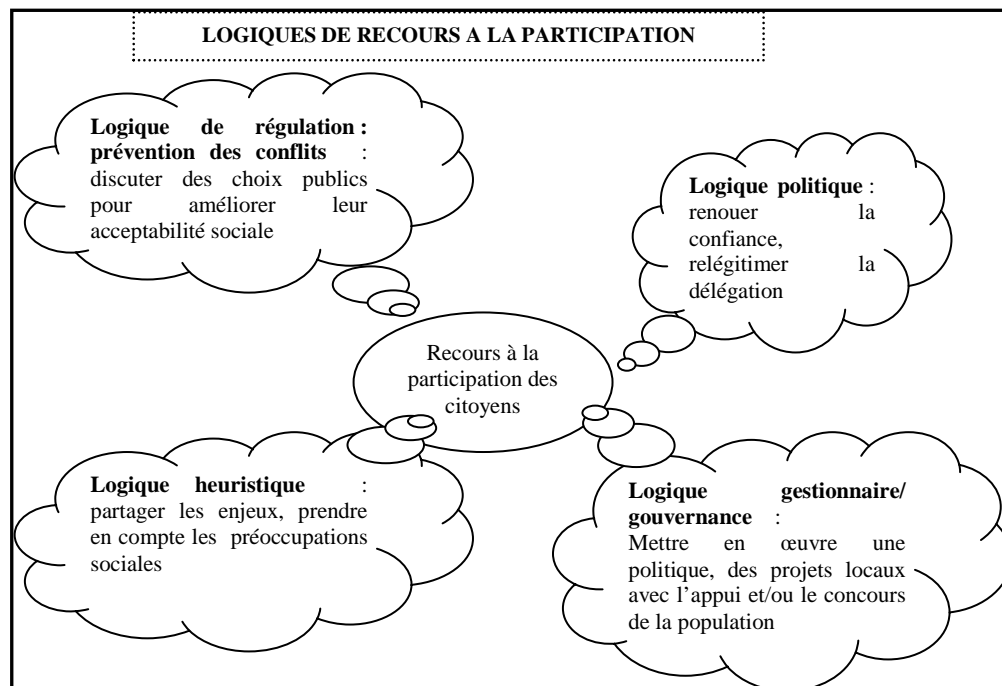 LOGIQUES DE RECOURS A LA PARTICIPATION
Logique de régulation :
prévention des conflits :
discuter des choix publics
pour améliorer leur
acceptabilité sociale
Logique politique :
renouer la
confiance,
relégitimer la
délégation
Recours à la
participation des
citoyens
Logique heuristique :
partager les enjeux, prendre
en compte les préoccupations
sociales
Logique gestionnaire/
gouvernance :
Mettre en œuvre une
politique, des projets locaux
avec l’appui et/ou le concours
de la population